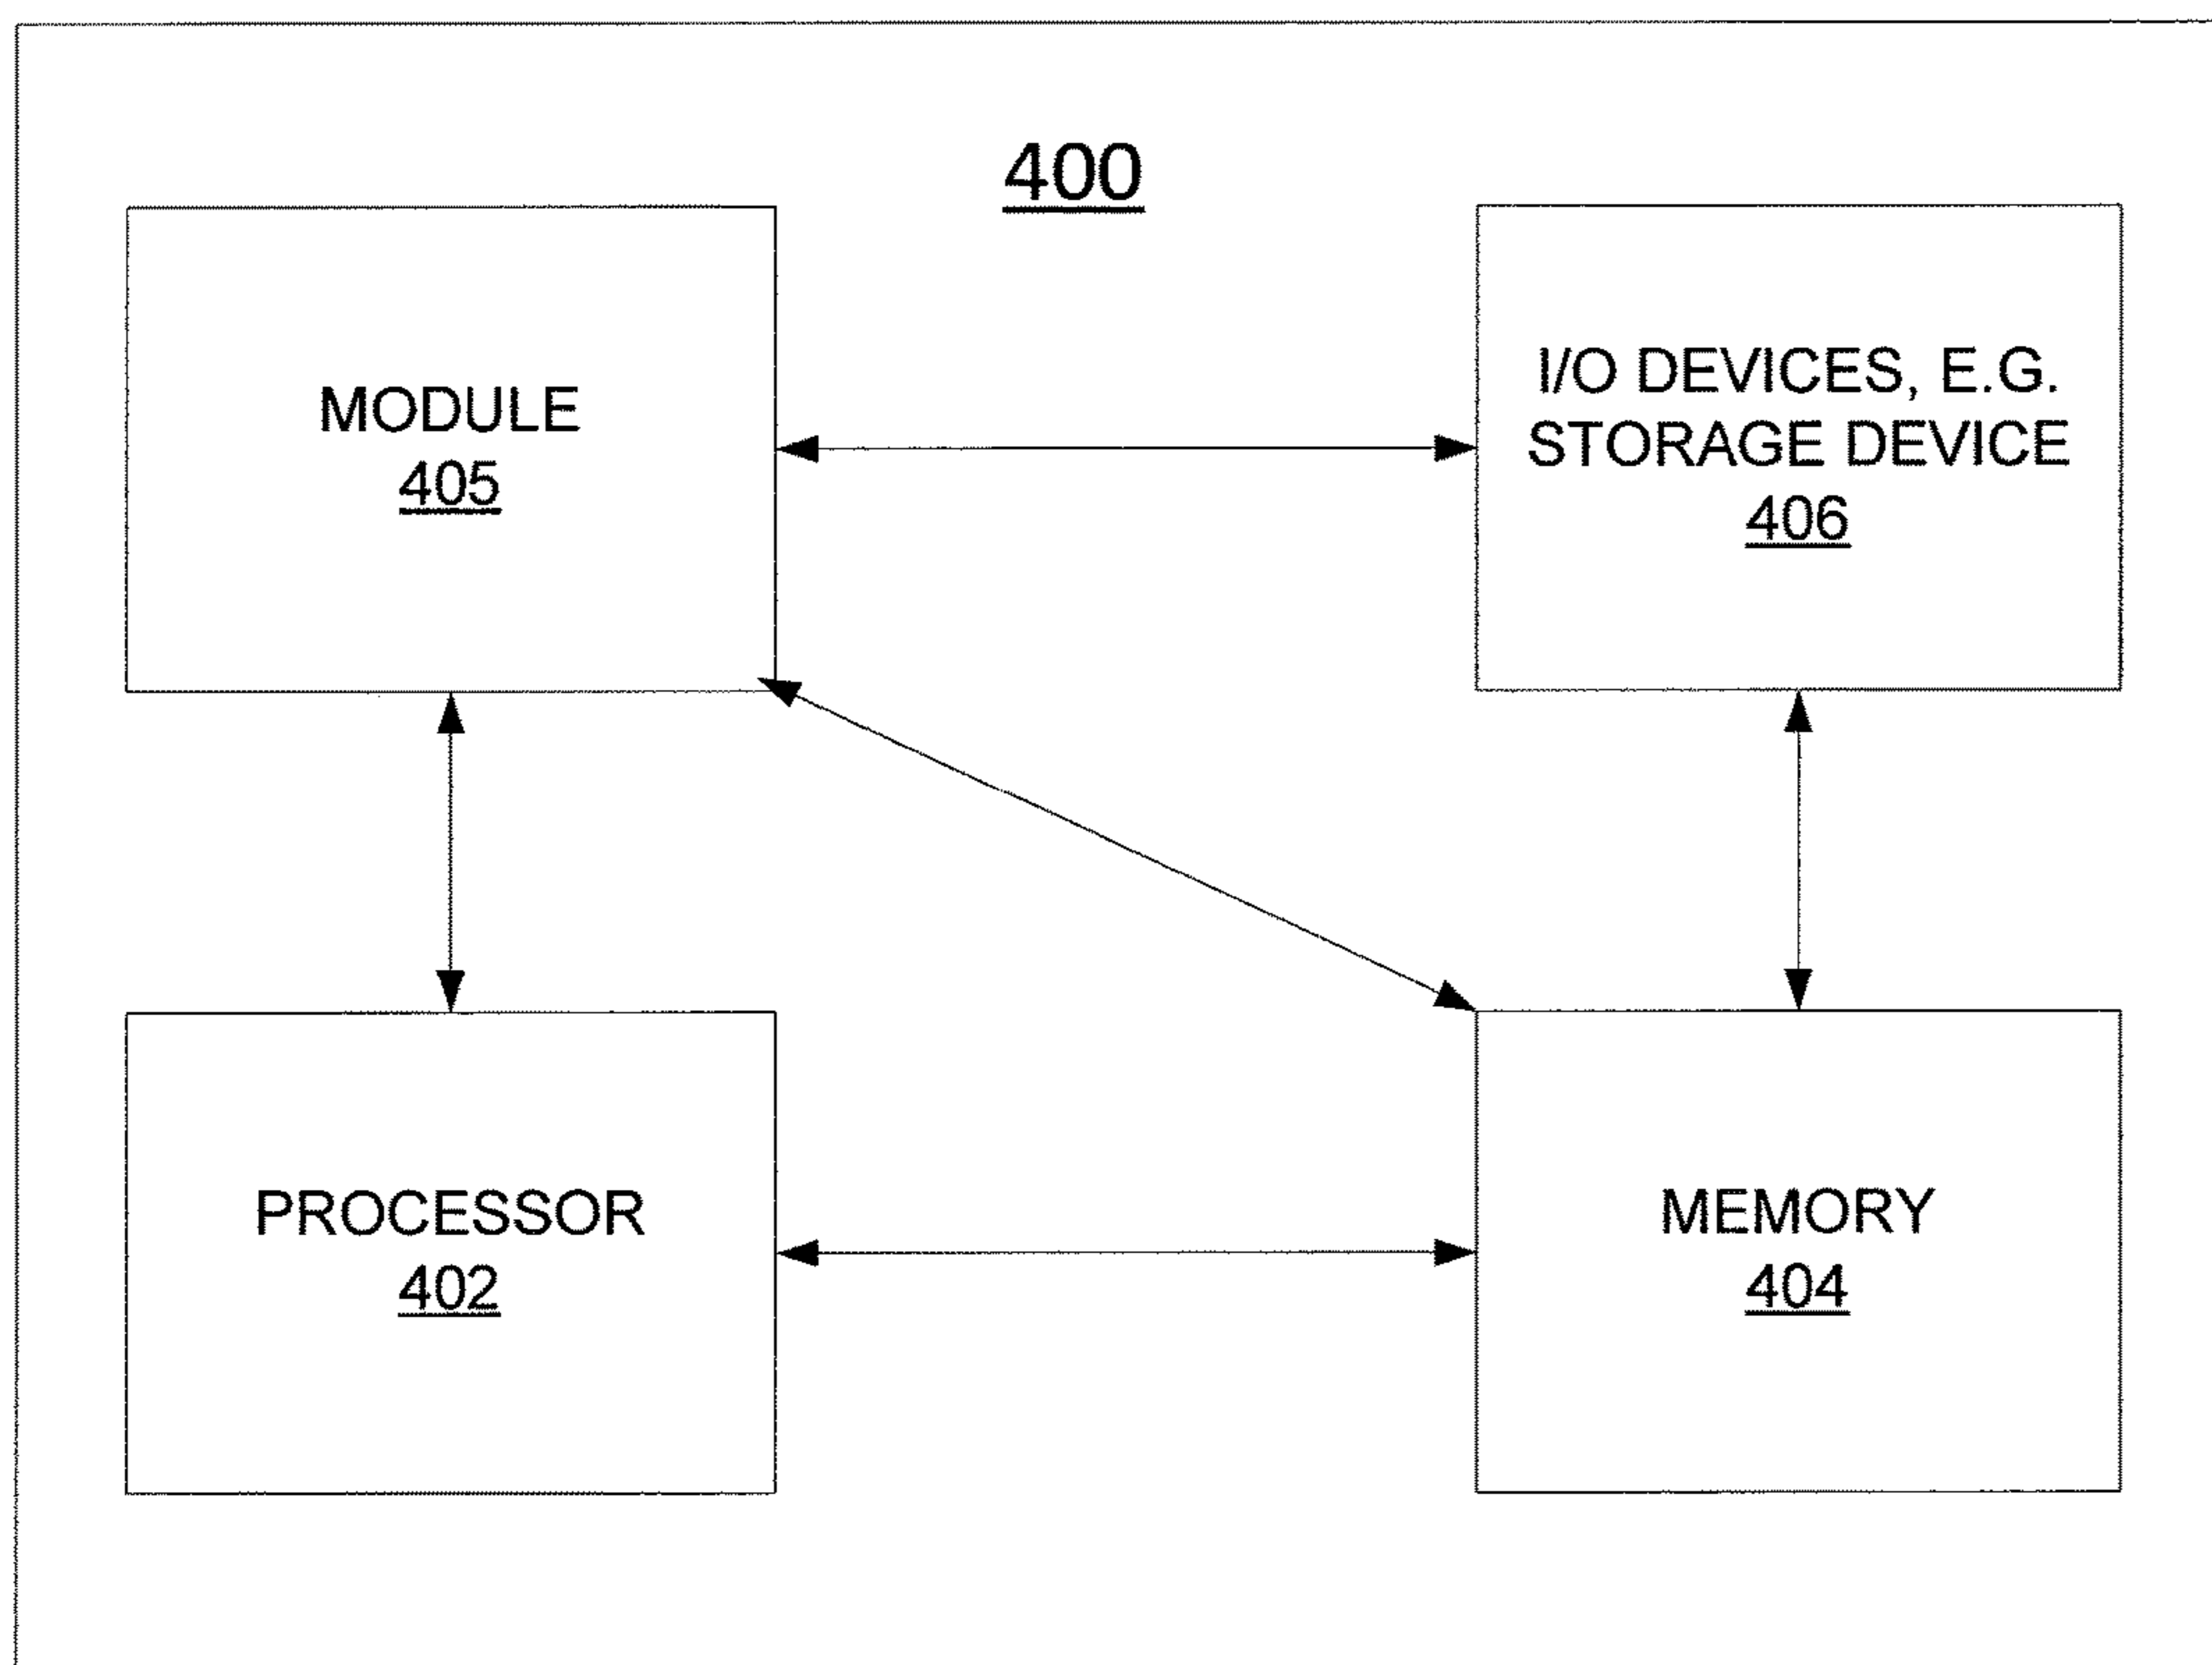 400
MODULE
405
I/O DEVICES, E.G.
STORAGE DEVICE
406
PROCESSOR
402
MEMORY
404